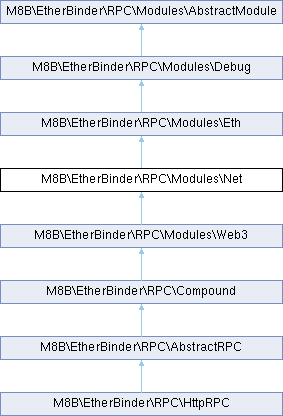 M8B\EtherBinder\RPC\Modules\AbstractModule
M8B\EtherBinder\RPC\Modules\Debug
M8B\EtherBinder\RPC\Modules\Eth
M8B\EtherBinder\RPC\Modules\Net
M8B\EtherBinder\RPC\Modules\Web3
M8B\EtherBinder\RPC\Compound
M8B\EtherBinder\RPC\AbstractRPC
M8B\EtherBinder\RPC\HttpRPC